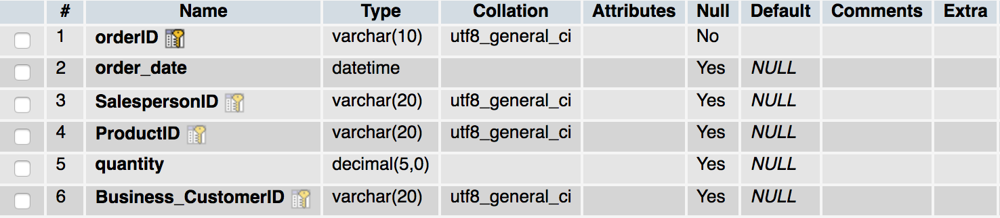 # Name Type Collation Attributes Null Default Comments Extra
1 orderID varchar(10) utf8_general_ci No
2 order_date datetime Yes NULL
3 SalespersonID varchar(20) utf8_general_ci Yes NULL
4 ProductID varchar(20) utf8_general_ci Yes NULL
5 quantity decimal(5,0) Yes NULL
6 Business_CustomerID varchar(20) utf8_general_ci Yes NULL